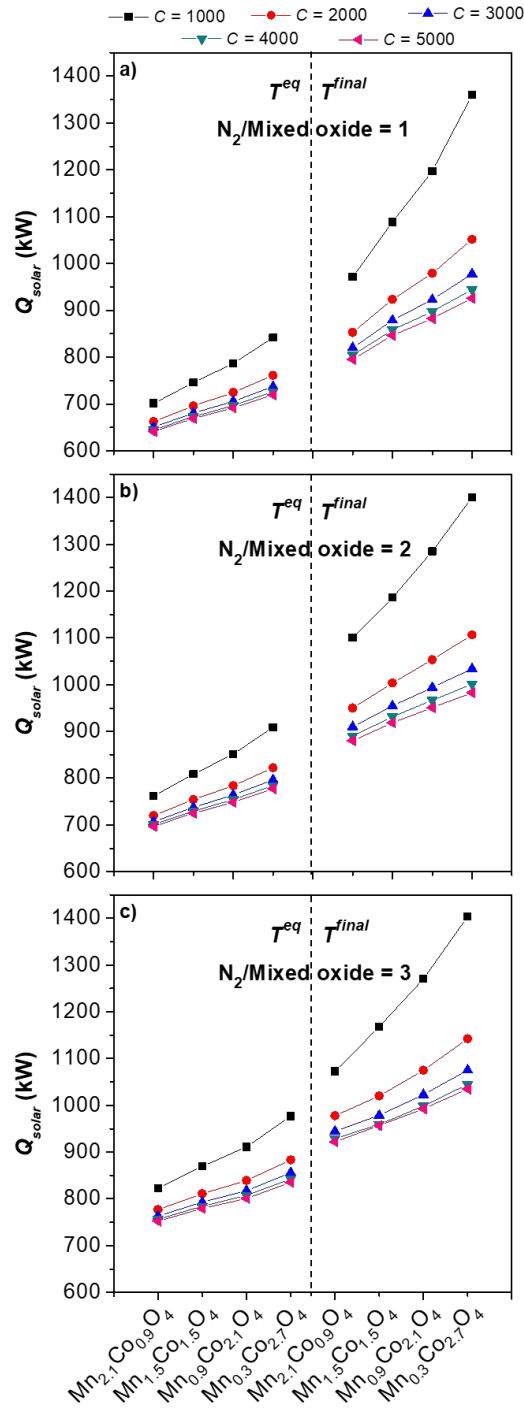 C = 1000 C = 2000 C = 3000
C = 4000 C = 5000
a)
T^eq T^final
N₂/Mixed oxide = 1
Q_solar (kW)
1400
1300
1200
1100
1000
900
800
700
600
b)
T^eq T^final
N₂/Mixed oxide = 2
Q_solar (kW)
1400
1300
1200
1100
1000
900
800
700
600
c)
T^eq T^final
N₂/Mixed oxide = 3
Q_solar (kW)
1400
1300
1200
1100
1000
900
800
700
600
Mn₂.₁Co₀.₉O₄
Mn₁.₅Co₁.₅O₄
Mn₀.₉Co₂.₁O₄
Mn₀.₃Co₂.₇O₄
Mn₂.₁Co₀.₉O₄
Mn₁.₅Co₁.₅O₄
Mn₀.₉Co₂.₁O₄
Mn₀.₃Co₂.₇O₄